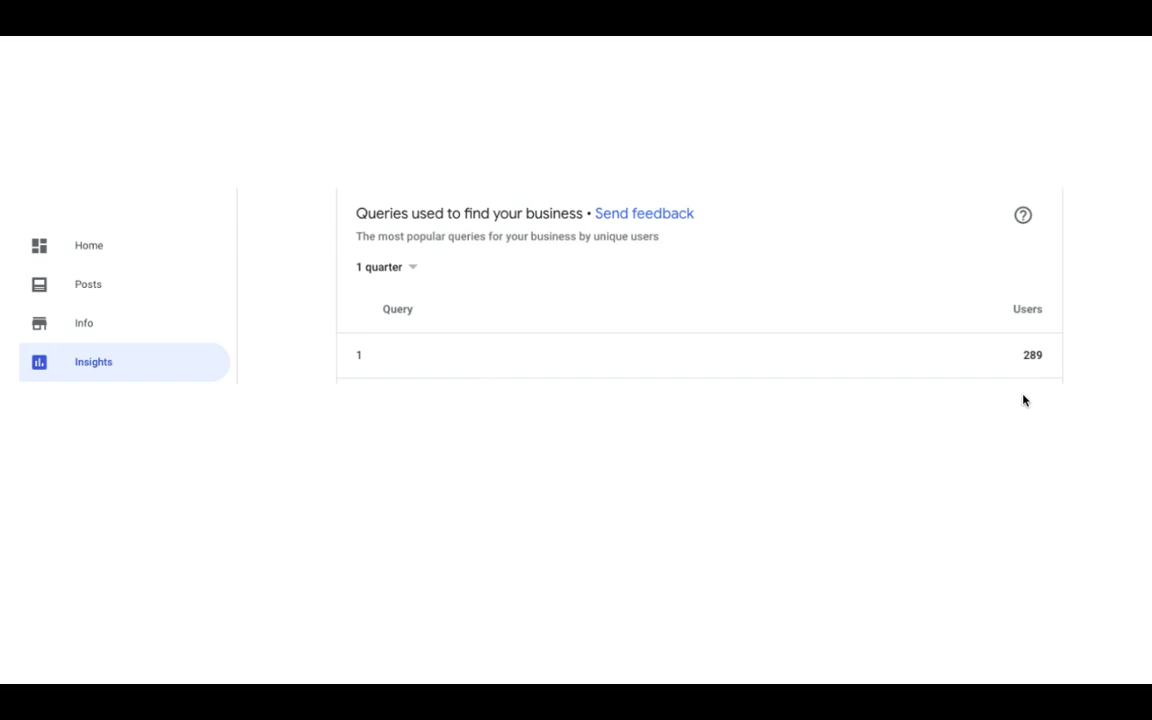 Home
Posts
Info
Insights
Queries used to find your business • Send feedback
The most popular queries for your business by unique users
1 quarter
Query Users
1 289